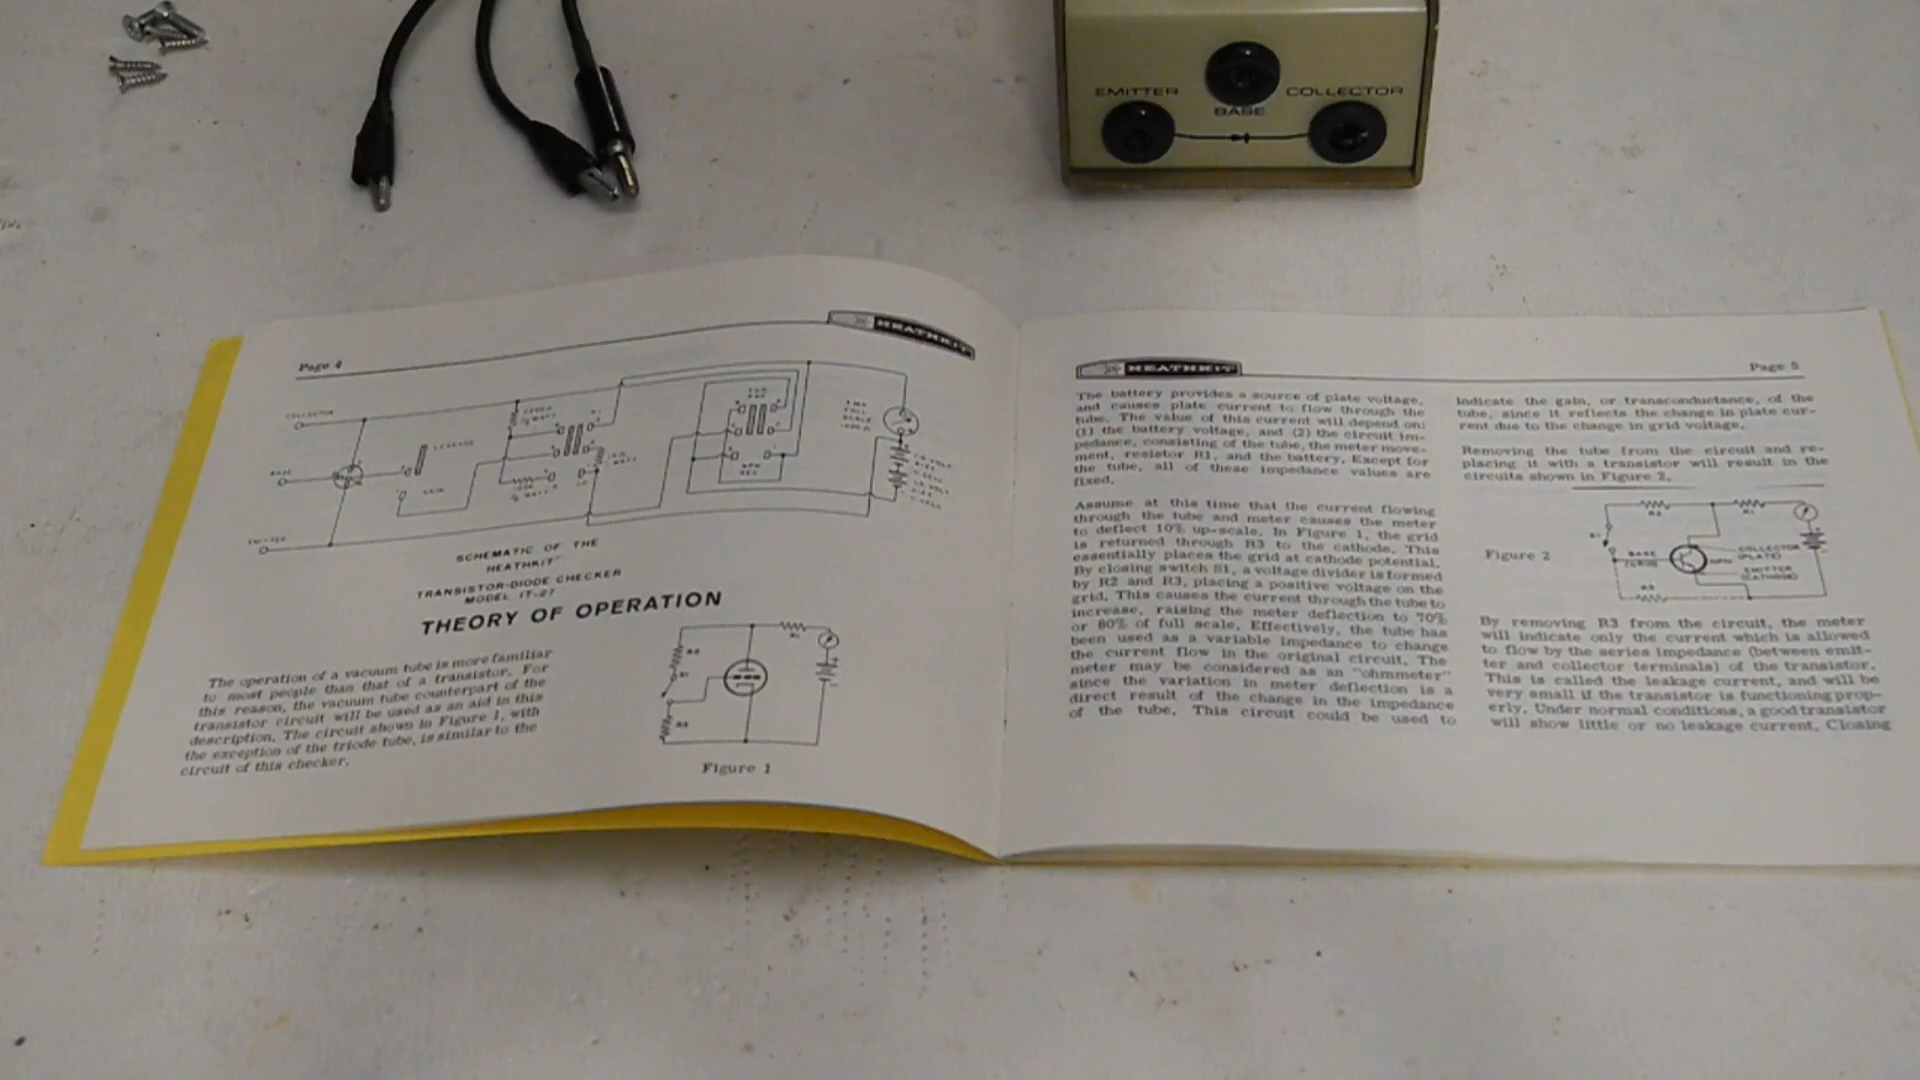 EMITTER
BASE
COLLECTOR
HEATHKIT
Page 4
COLLECTOR
LEAKAGE
BASE
GAIN
EMITTER
SCHEMATIC OF THE
HEATHKIT
TRANSISTOR-DIODE CHECKER
MODEL IT-27
THEORY OF OPERATION
The operation of a vacuum tube is more familiar
to most people than that of a transistor. For
this reason, the vacuum tube counterpart of the
transistor circuit will be used as an aid in this
description. The circuit shown in Figure 1, with
the exception of the triode tube, is similar to the
circuit of this checker.
R2
R1
R3
Figure 1
HEATHKIT
Page 5
The battery provides a source of plate voltage,
and causes plate current to flow through the
tube. The value of this current will depend on:
(1) the battery voltage, and (2) the circuit im-
pedance, consisting of the tube, the meter move-
ment, resistor R1, and the battery. Except for
the tube, all of these impedance values are
fixed.
Assume at this time that the current flowing
through the tube and meter causes the meter
to deflect 10% up-scale. In Figure 1, the grid
is returned through R3 to the cathode. This
essentially places the grid at cathode potential.
By closing switch S1, a voltage divider is formed
by R2 and R3, placing a positive voltage on the
grid. This causes the current through the tube to
increase, raising the meter deflection to 70%
or 80% of full scale. Effectively, the tube has
been used as a variable impedance to change
the current flow in the original circuit. The
meter may be considered as an "ohmmeter"
since the variation in meter deflection is a
direct result of the change in the impedance
of the tube. This circuit could be used to
indicate the gain, or transconductance, of the
tube, since it reflects the change in plate cur-
rent due to the change in grid voltage.
Removing the tube from the circuit and re-
placing it with a transistor will result in the
circuits shown in Figure 2.
R2
R1
S1
Figure 2
BASE
(GRID)
NPN
COLLECTOR
(PLATE)
EMITTER
(CATHODE)
R3
By removing R3 from the circuit, the meter
will indicate only the current which is allowed
to flow by the series impedance (between emit-
ter and collector terminals) of the transistor.
This is called the leakage current, and will be
very small if the transistor is functioning prop-
erly. Under normal conditions, a good transistor
will show little or no leakage current. Closing